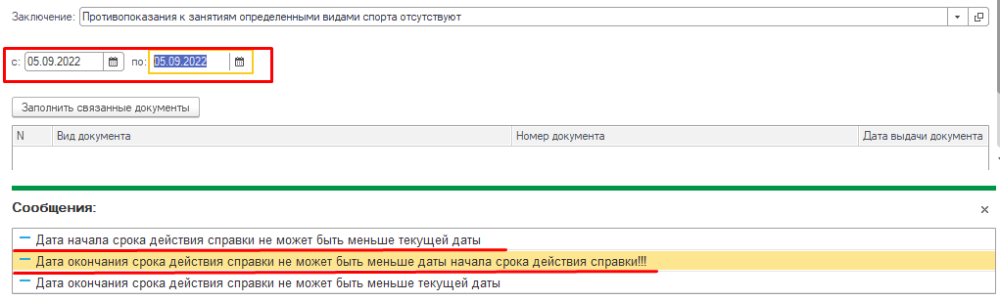 Заключение: Противопоказания к занятиям определенными видами спорта отсутствуют
с: 05.09.2022 по: 05.09.2022
Заполнить связанные документы
N Вид документа Номер документа Дата выдачи документа
Сообщения:
Дата начала срока действия справки не может быть меньше текущей даты
Дата окончания срока действия справки не может быть меньше даты начала срока действия справки!!!
Дата окончания срока действия справки не может быть меньше текущей даты